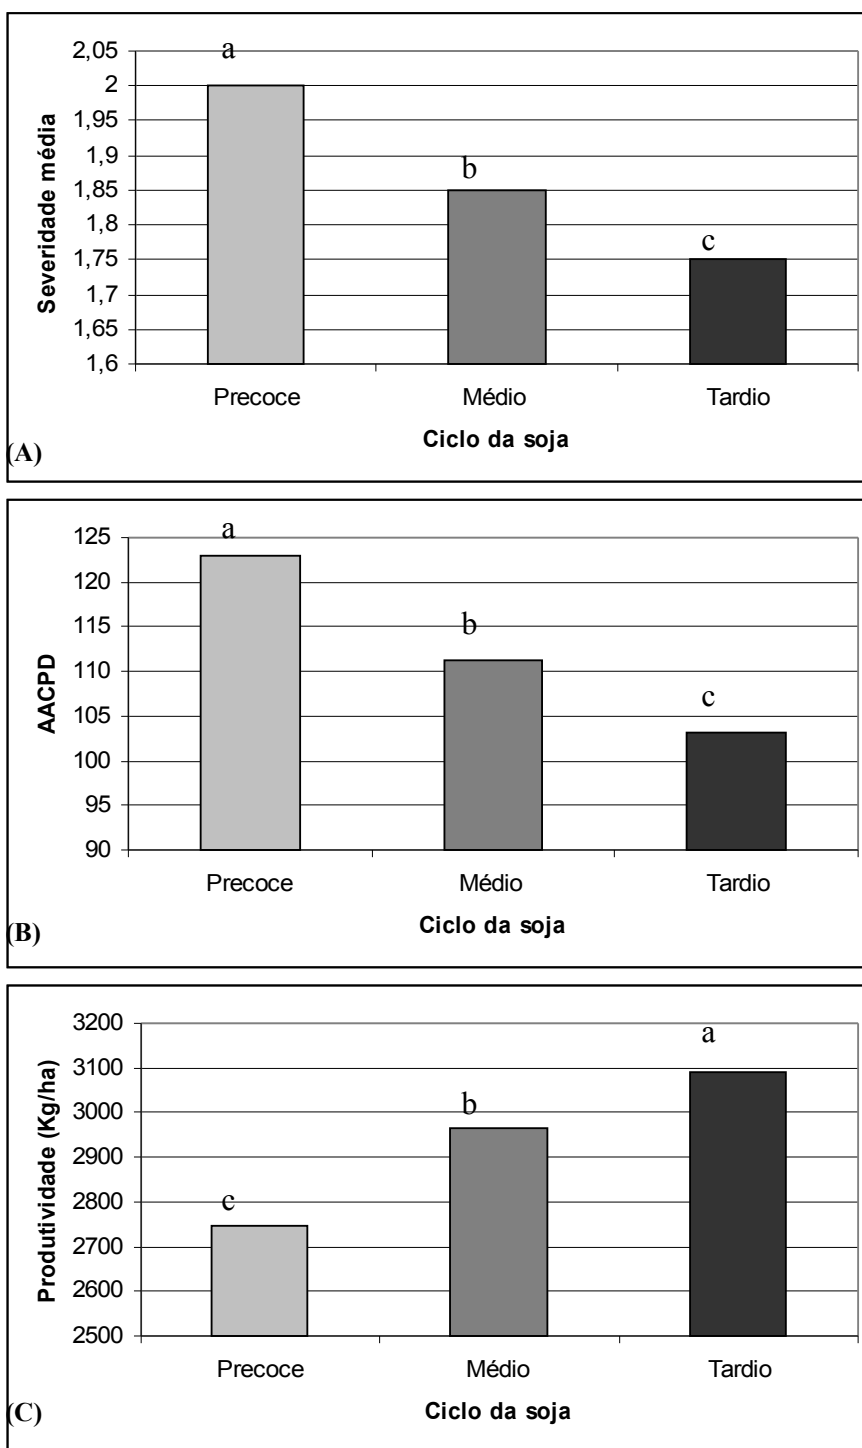 2,05
2
1,95
1,9
1,85
1,8
1,75
1,7
1,65
1,6
Severidade média
a
b
c
Precoce Médio Tardio
Ciclo da soja
(A)
125
120
115
110
105
100
95
90
AACPD
a
b
c
Precoce Médio Tardio
Ciclo da soja
(B)
3200
3100
3000
2900
2800
2700
2600
2500
Produtividade (Kg/ha)
c
b
a
Precoce Médio Tardio
Ciclo da soja
(C)